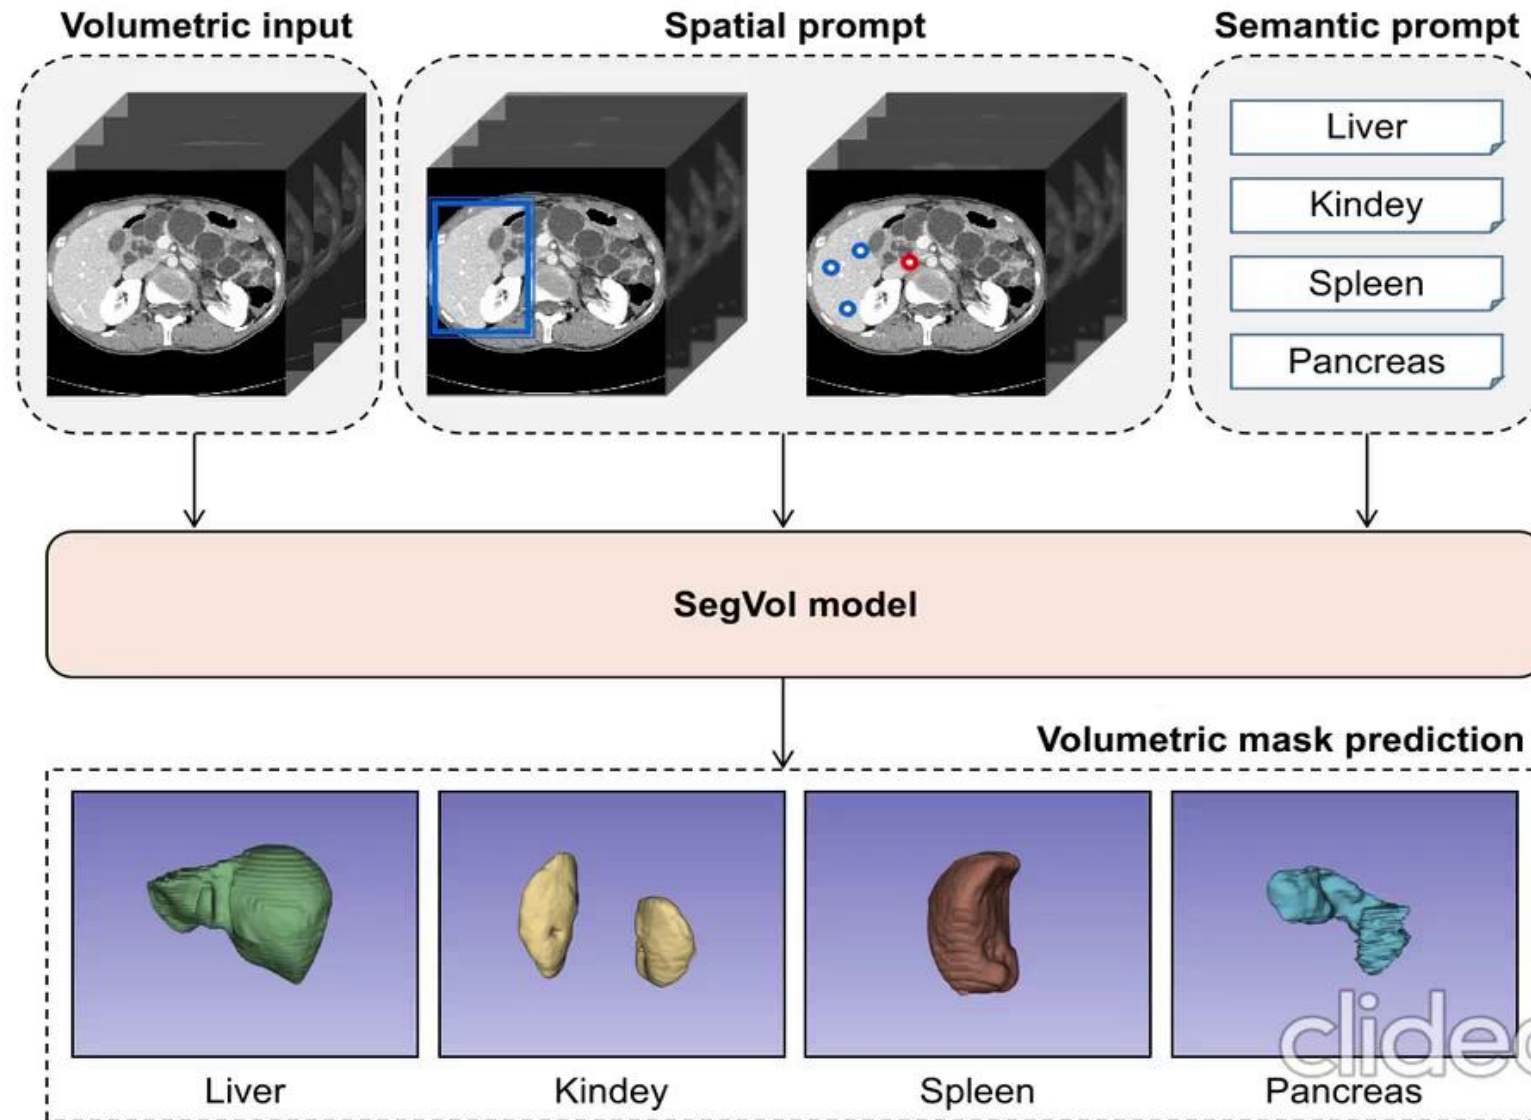 Volumetric input
Spatial prompt
Semantic prompt
Liver
Kindey
Spleen
Pancreas
SegVol model
Volumetric mask prediction
Liver
Kindey
Spleen
Pancreas